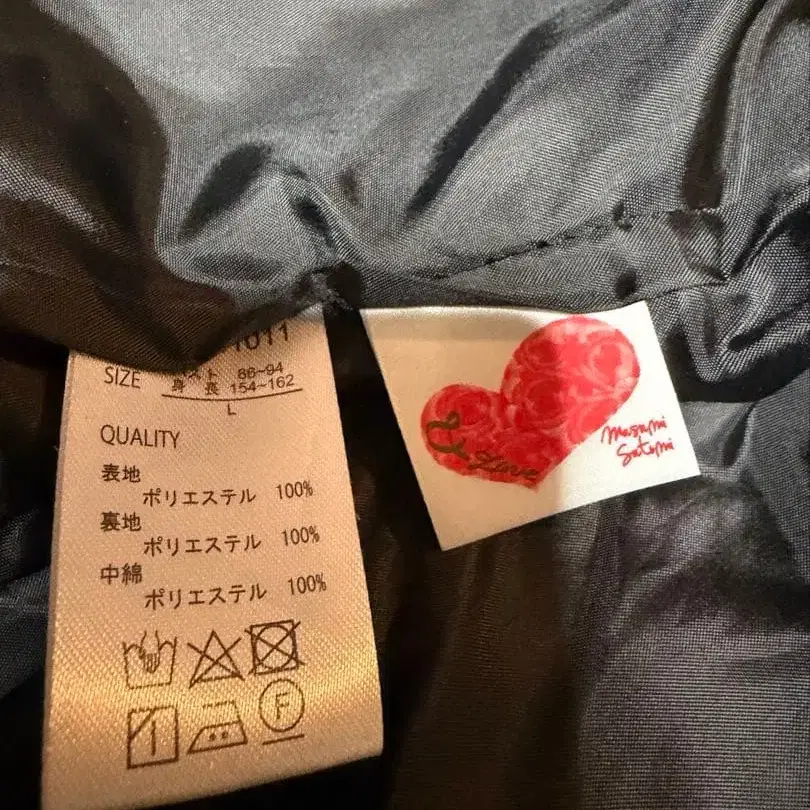 1011
SIZE
バスト 86~94
身 長 154~162
L
QUALITY
表地
ポリエステル 100%
裏地
ポリエステル 100%
中綿
ポリエステル 100%
F
Love
Masami
Satomi